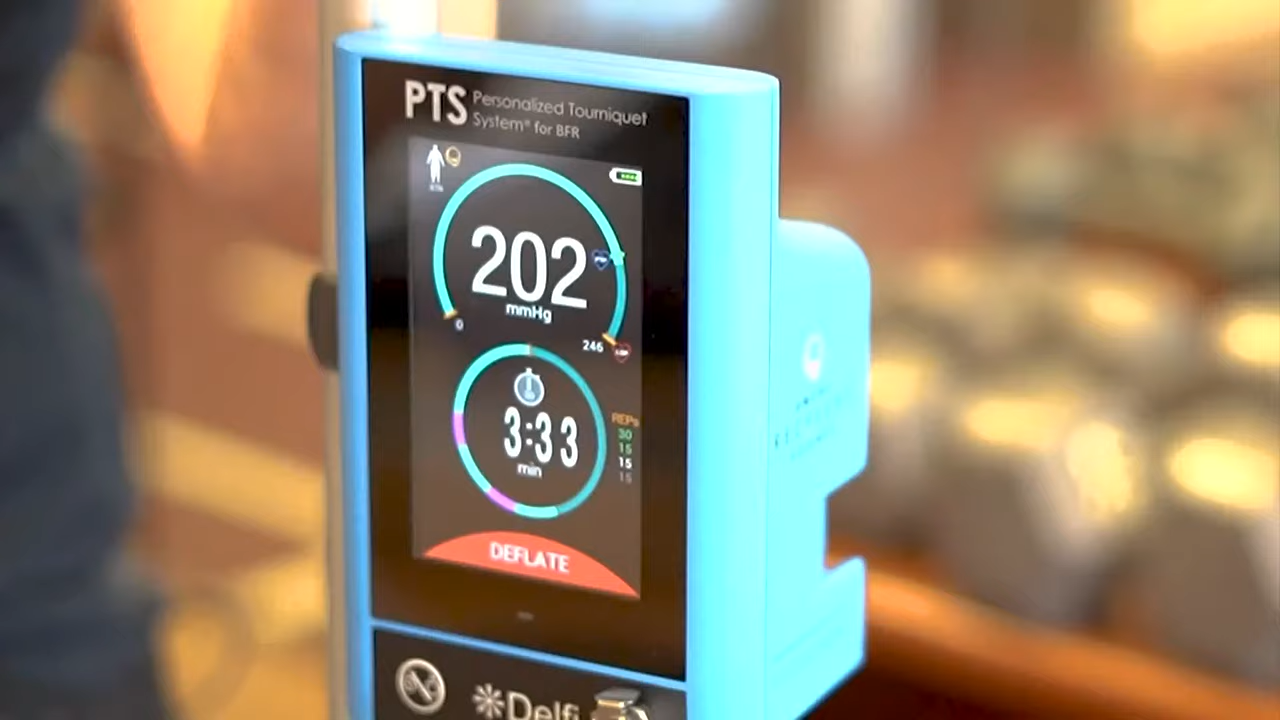 PTS Personalized Tourniquet
System® for BFR
202
mmHg
0
246 LOP
3:33
min
REPs
30
15
15
15
DEFLATE
Delfi